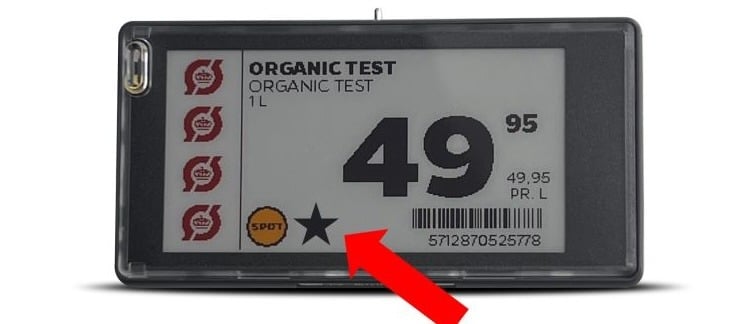 ORGANIC TEST
ORGANIC TEST
1 L
49 95
49,95
PR. L
SPOT
5712870525778